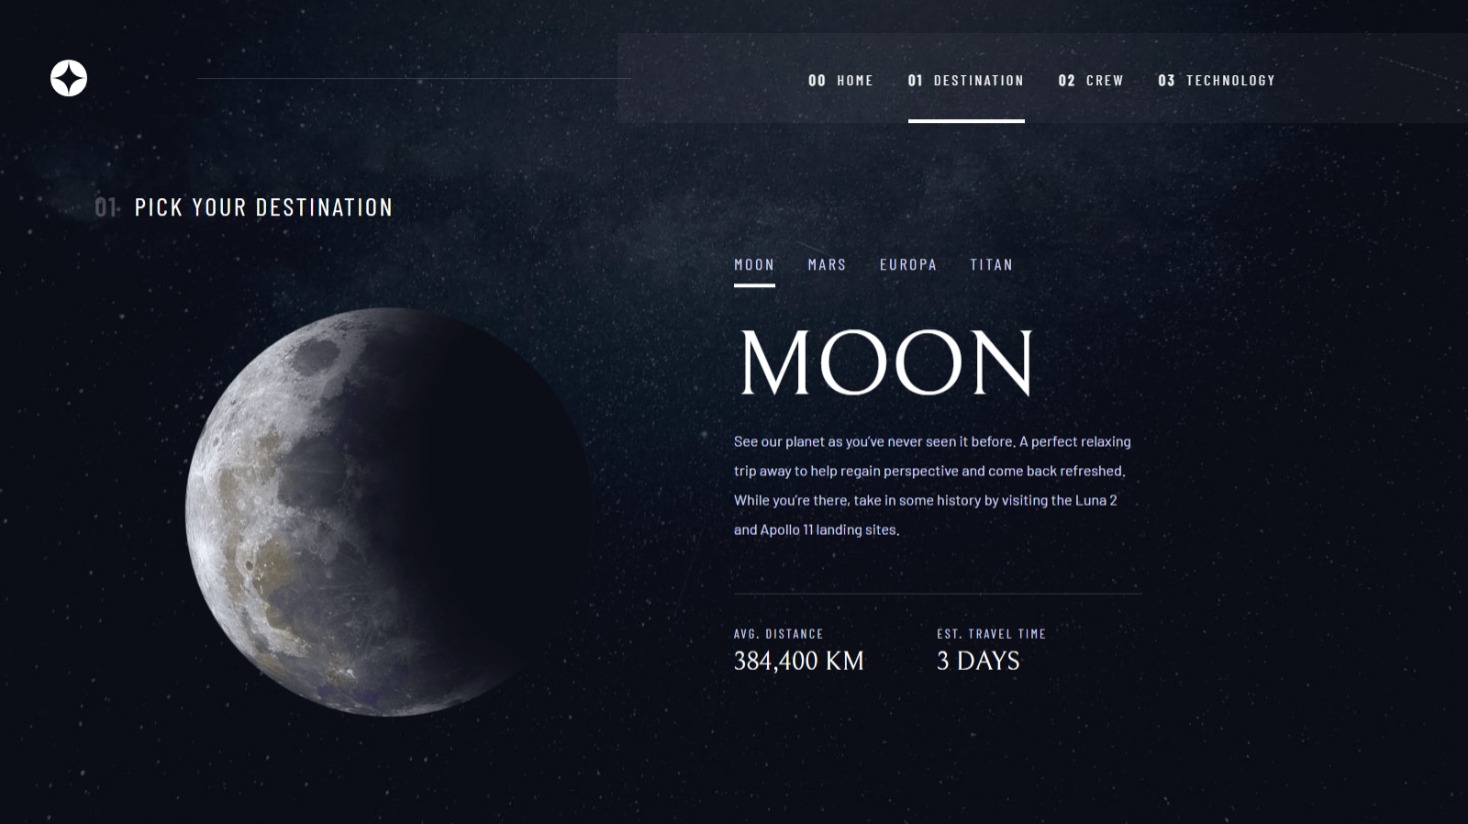 00 HOME 01 DESTINATION 02 CREW 03 TECHNOLOGY
01 PICK YOUR DESTINATION
MOON MARS EUROPA TITAN
MOON
See our planet as you’ve never seen it before. A perfect relaxing
trip away to help regain perspective and come back refreshed.
While you’re there, take in some history by visiting the Luna 2
and Apollo 11 landing sites.
AVG. DISTANCE EST. TRAVEL TIME
384,400 KM 3 DAYS